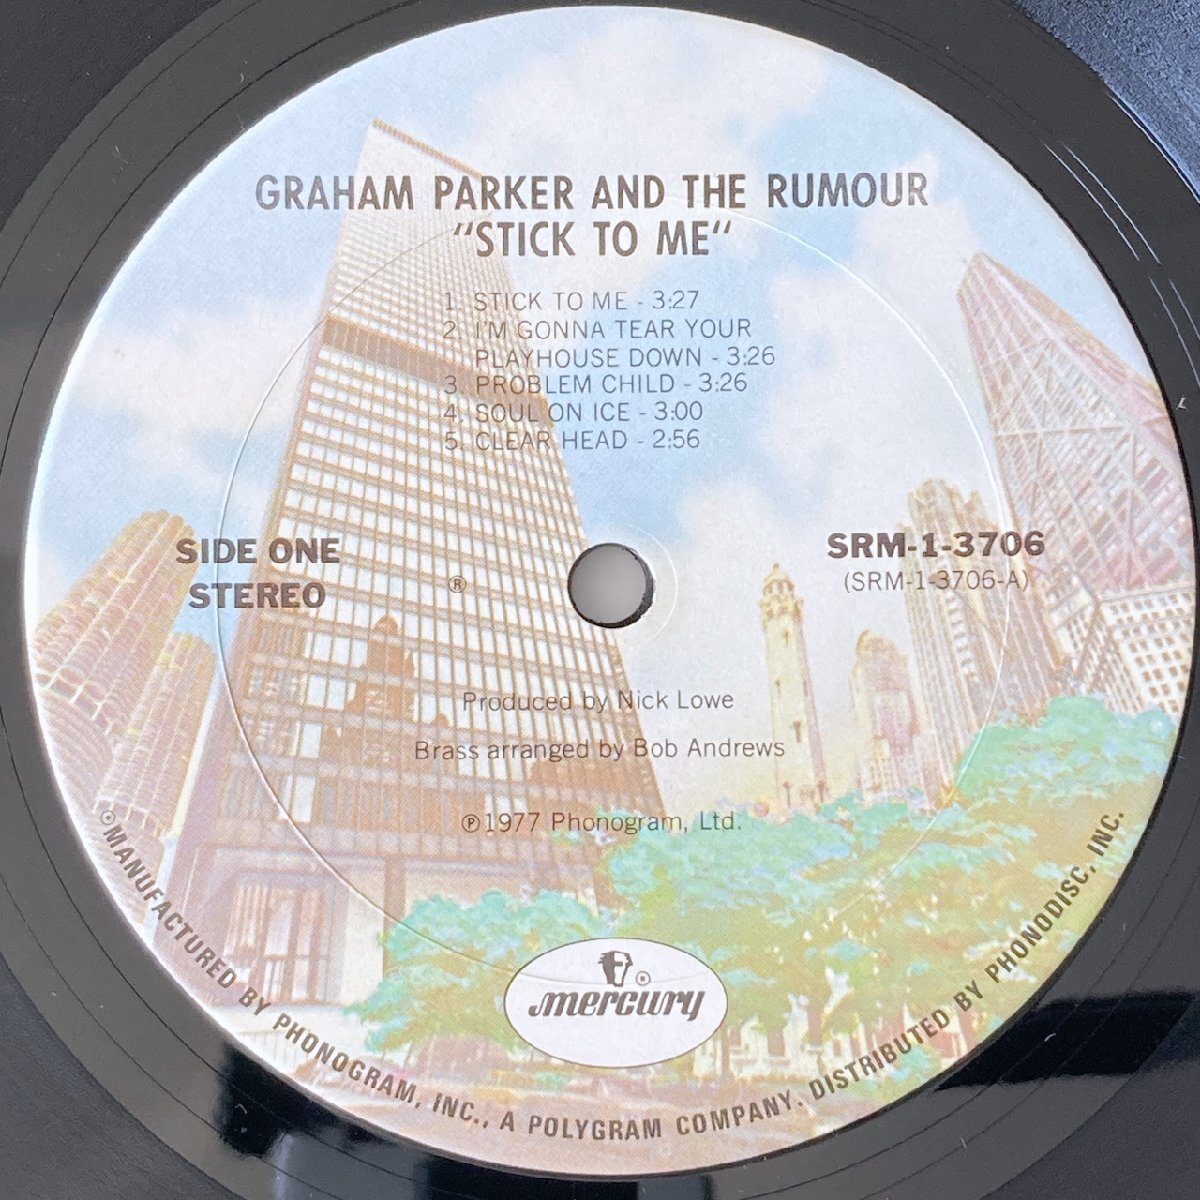 GRAHAM PARKER AND THE RUMOUR
"STICK TO ME"
1. STICK TO ME - 3:27
2. I'M GONNA TEAR YOUR
PLAYHOUSE DOWN - 3:26
3. PROBLEM CHILD - 3:26
4. SOUL ON ICE - 3:00
5. CLEAR HEAD - 2:56
SIDE ONE
STEREO
®
SRM-1-3706
(SRM-1-3706-A)
Produced by Nick Lowe
Brass arranged by Bob Andrews
℗1977 Phonogram, Ltd.
®
mercury
©MANUFACTURED BY PHONOGRAM, INC., A POLYGRAM COMPANY. DISTRIBUTED BY PHONODISC, INC.